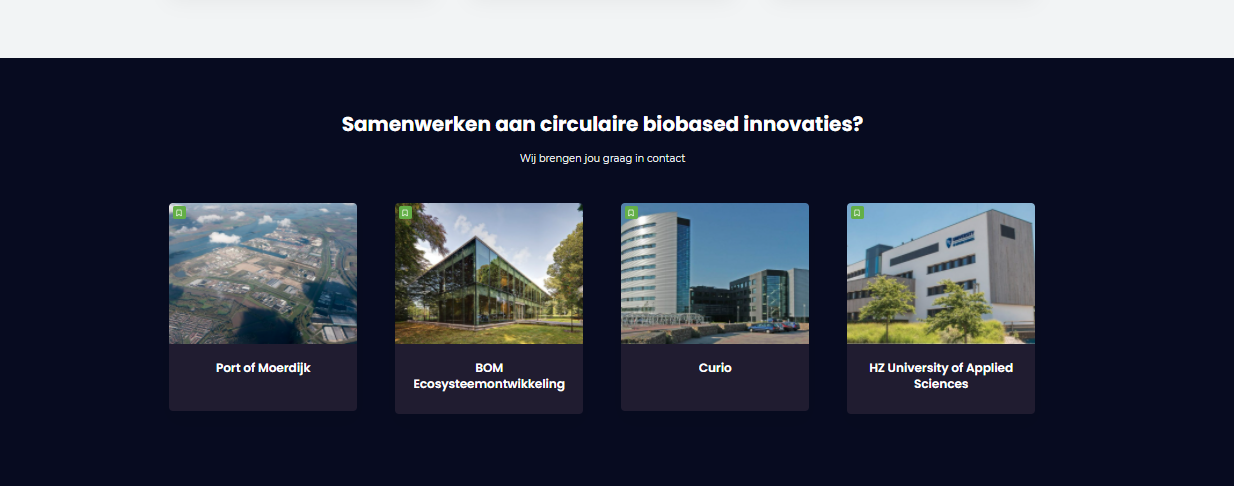 Samenwerken aan circulaire biobased innovaties?
Wij brengen jou graag in contact
Port of Moerdijk
BOM
Ecosysteemontwikkeling
Curio
HZ University of Applied
Sciences